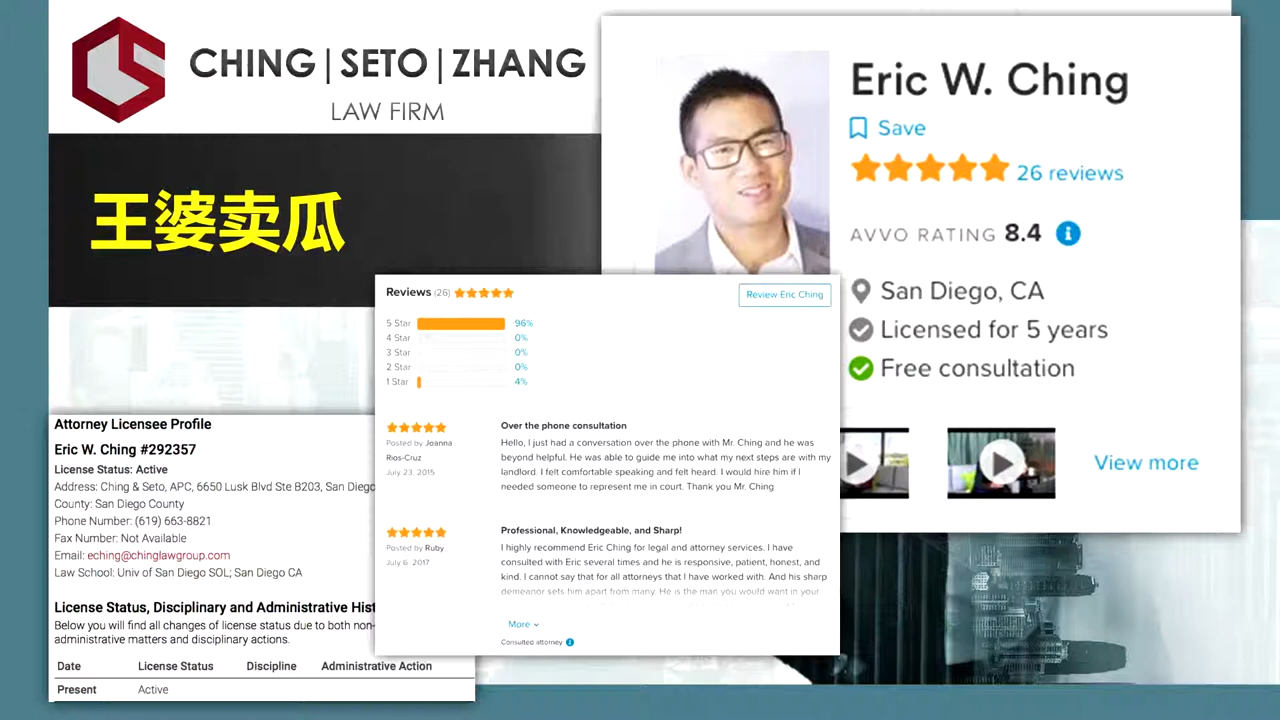 CHING|SETO|ZHANG
LAW FIRM
王婆卖瓜
Eric W. Ching
Save
26 reviews
AVVO RATING 8.4
San Diego, CA
Licensed for 5 years
Free consultation
View more
Reviews (26)
Review Eric Ching
5 Star 96%
4 Star 0%
3 Star 0%
2 Star 0%
1 Star 4%
Posted by Joanna
Rios-Cruz
July 23, 2015
Over the phone consultation
Hello, I just had a conversation over the phone with Mr. Ching and he was
beyond helpful. He was able to guide me into what my next steps are with my
landlord. I felt comfortable speaking and felt heard. I would hire him if I
needed someone to represent me in court. Thank you Mr. Ching
Posted by Ruby
July 6, 2017
Professional, Knowledgeable, and Sharp!
I highly recommend Eric Ching for legal and attorney services. I have
consulted with Eric several times and he is responsive, patient, honest, and
kind. I cannot say that for all attorneys that I have worked with. And his sharp
demeanor sets him apart from many. He is the man you would want in your
More
Consulted attorney
Attorney Licensee Profile
Eric W. Ching #292357
License Status: Active
Address: Ching & Seto, APC, 6650 Lusk Blvd Ste B203, San Diego
County: San Diego County
Phone Number: (619) 663-8821
Fax Number: Not Available
Email: eching@chinglawgroup.com
Law School: Univ of San Diego SOL; San Diego CA
License Status, Disciplinary and Administrative Hist
Below you will find all changes of license status due to both non-
administrative matters and disciplinary actions.
Date License Status Discipline Administrative Action
Present Active